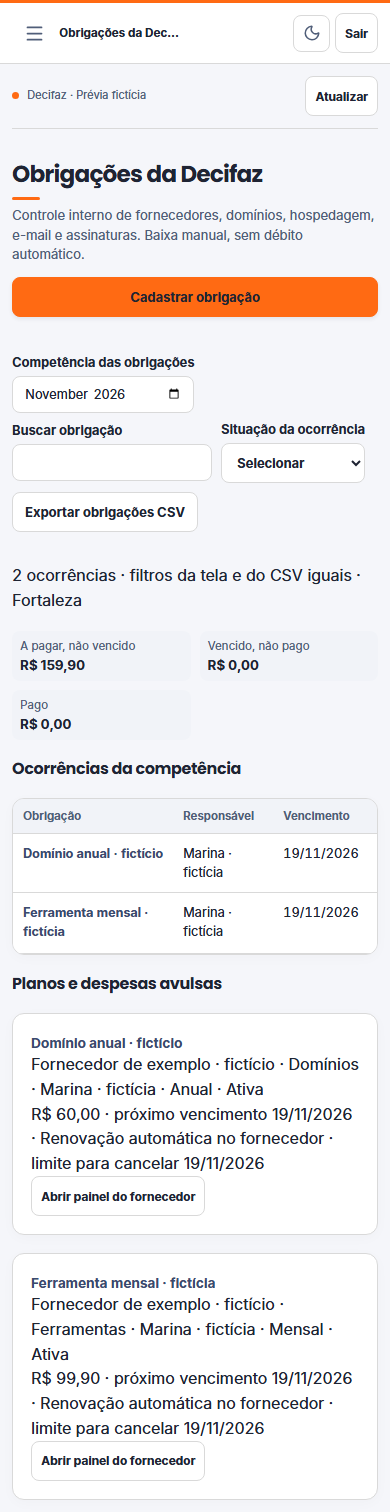 Obrigações da Dec...
Sair
Decifaz · Prévia fictícia
Atualizar
Obrigações da Decifaz
Controle interno de fornecedores, domínios, hospedagem,
e-mail e assinaturas. Baixa manual, sem débito
automático.
Cadastrar obrigação
Competência das obrigações
November 2026
Buscar obrigação
Situação da ocorrência
Selecionar
Exportar obrigações CSV
2 ocorrências · filtros da tela e do CSV iguais ·
Fortaleza
A pagar, não vencido
R$ 159,90
Vencido, não pago
R$ 0,00
Pago
R$ 0,00
Ocorrências da competência
Obrigação Responsável Vencimento
Domínio anual · fictício Marina · 19/11/2026
fictícia
Ferramenta mensal · Marina · 19/11/2026
fictícia fictícia
Planos e despesas avulsas
Domínio anual · fictício
Fornecedor de exemplo · fictício · Domínios
· Marina · fictícia · Anual · Ativa
R$ 60,00 · próximo vencimento 19/11/2026
· Renovação automática no fornecedor ·
limite para cancelar 19/11/2026
Abrir painel do fornecedor
Ferramenta mensal · fictícia
Fornecedor de exemplo · fictício ·
Ferramentas · Marina · fictícia · Mensal ·
Ativa
R$ 99,90 · próximo vencimento 19/11/2026
· Renovação automática no fornecedor ·
limite para cancelar 19/11/2026
Abrir painel do fornecedor